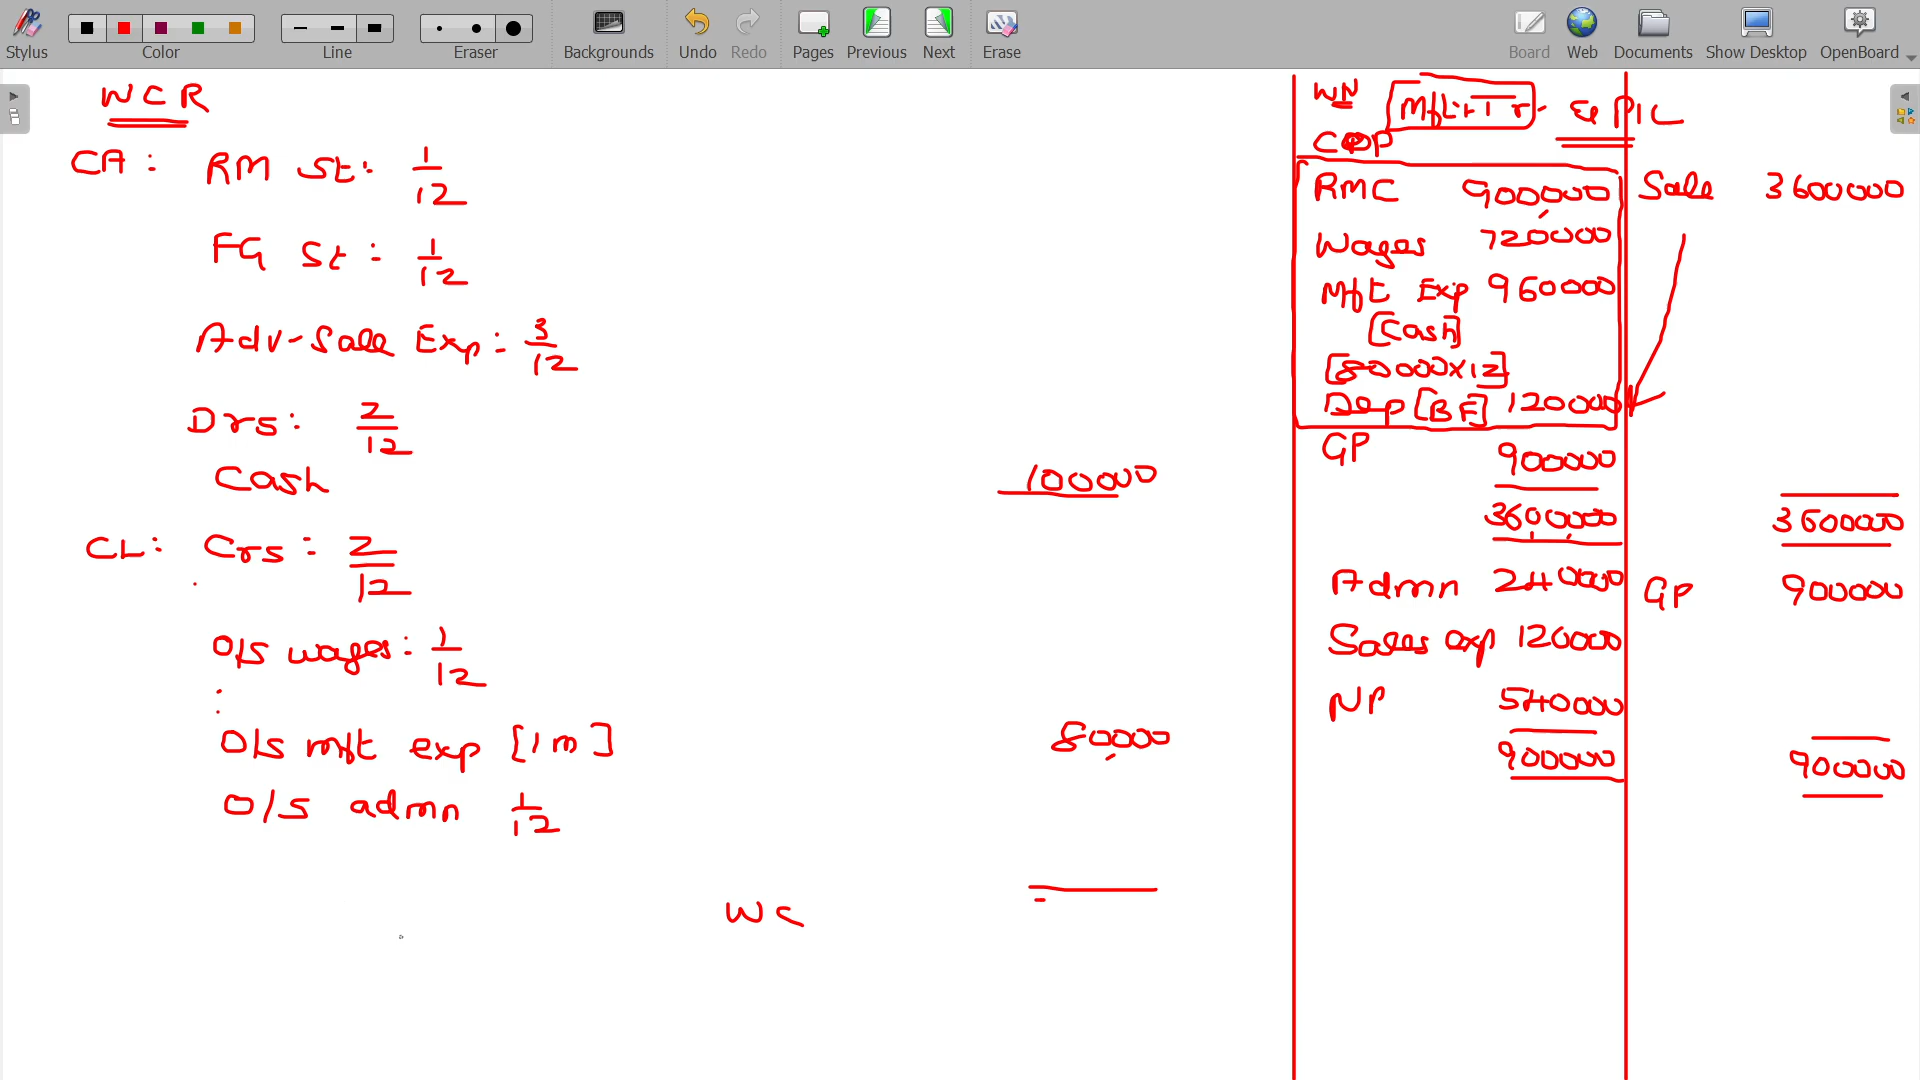 Stylus Color Line Eraser Backgrounds Undo Redo Pages Previous Next Erase Board Web Documents Show Desktop OpenBoard
WCR
CA: RM St: 1/12
FG St: 1/12
Adv-Sale Exp: 3/12
Drs: 2/12
Cash 100000
CL: Crs: 2/12
O/S wages: 1/12
O/S mft exp [1m] 80000
O/S admn 1/12
WC
WN
Mft Tr. & P/L
COP
RMC 900000 Sale 3600000
Wages 720000
Mft Exp 960000
[Cash]
[80000x12]
Dep [BF] 120000
GP 900000
3600000 3600000
Admn 240000 GP 900000
Sales exp 120000
NP 540000
900000 900000